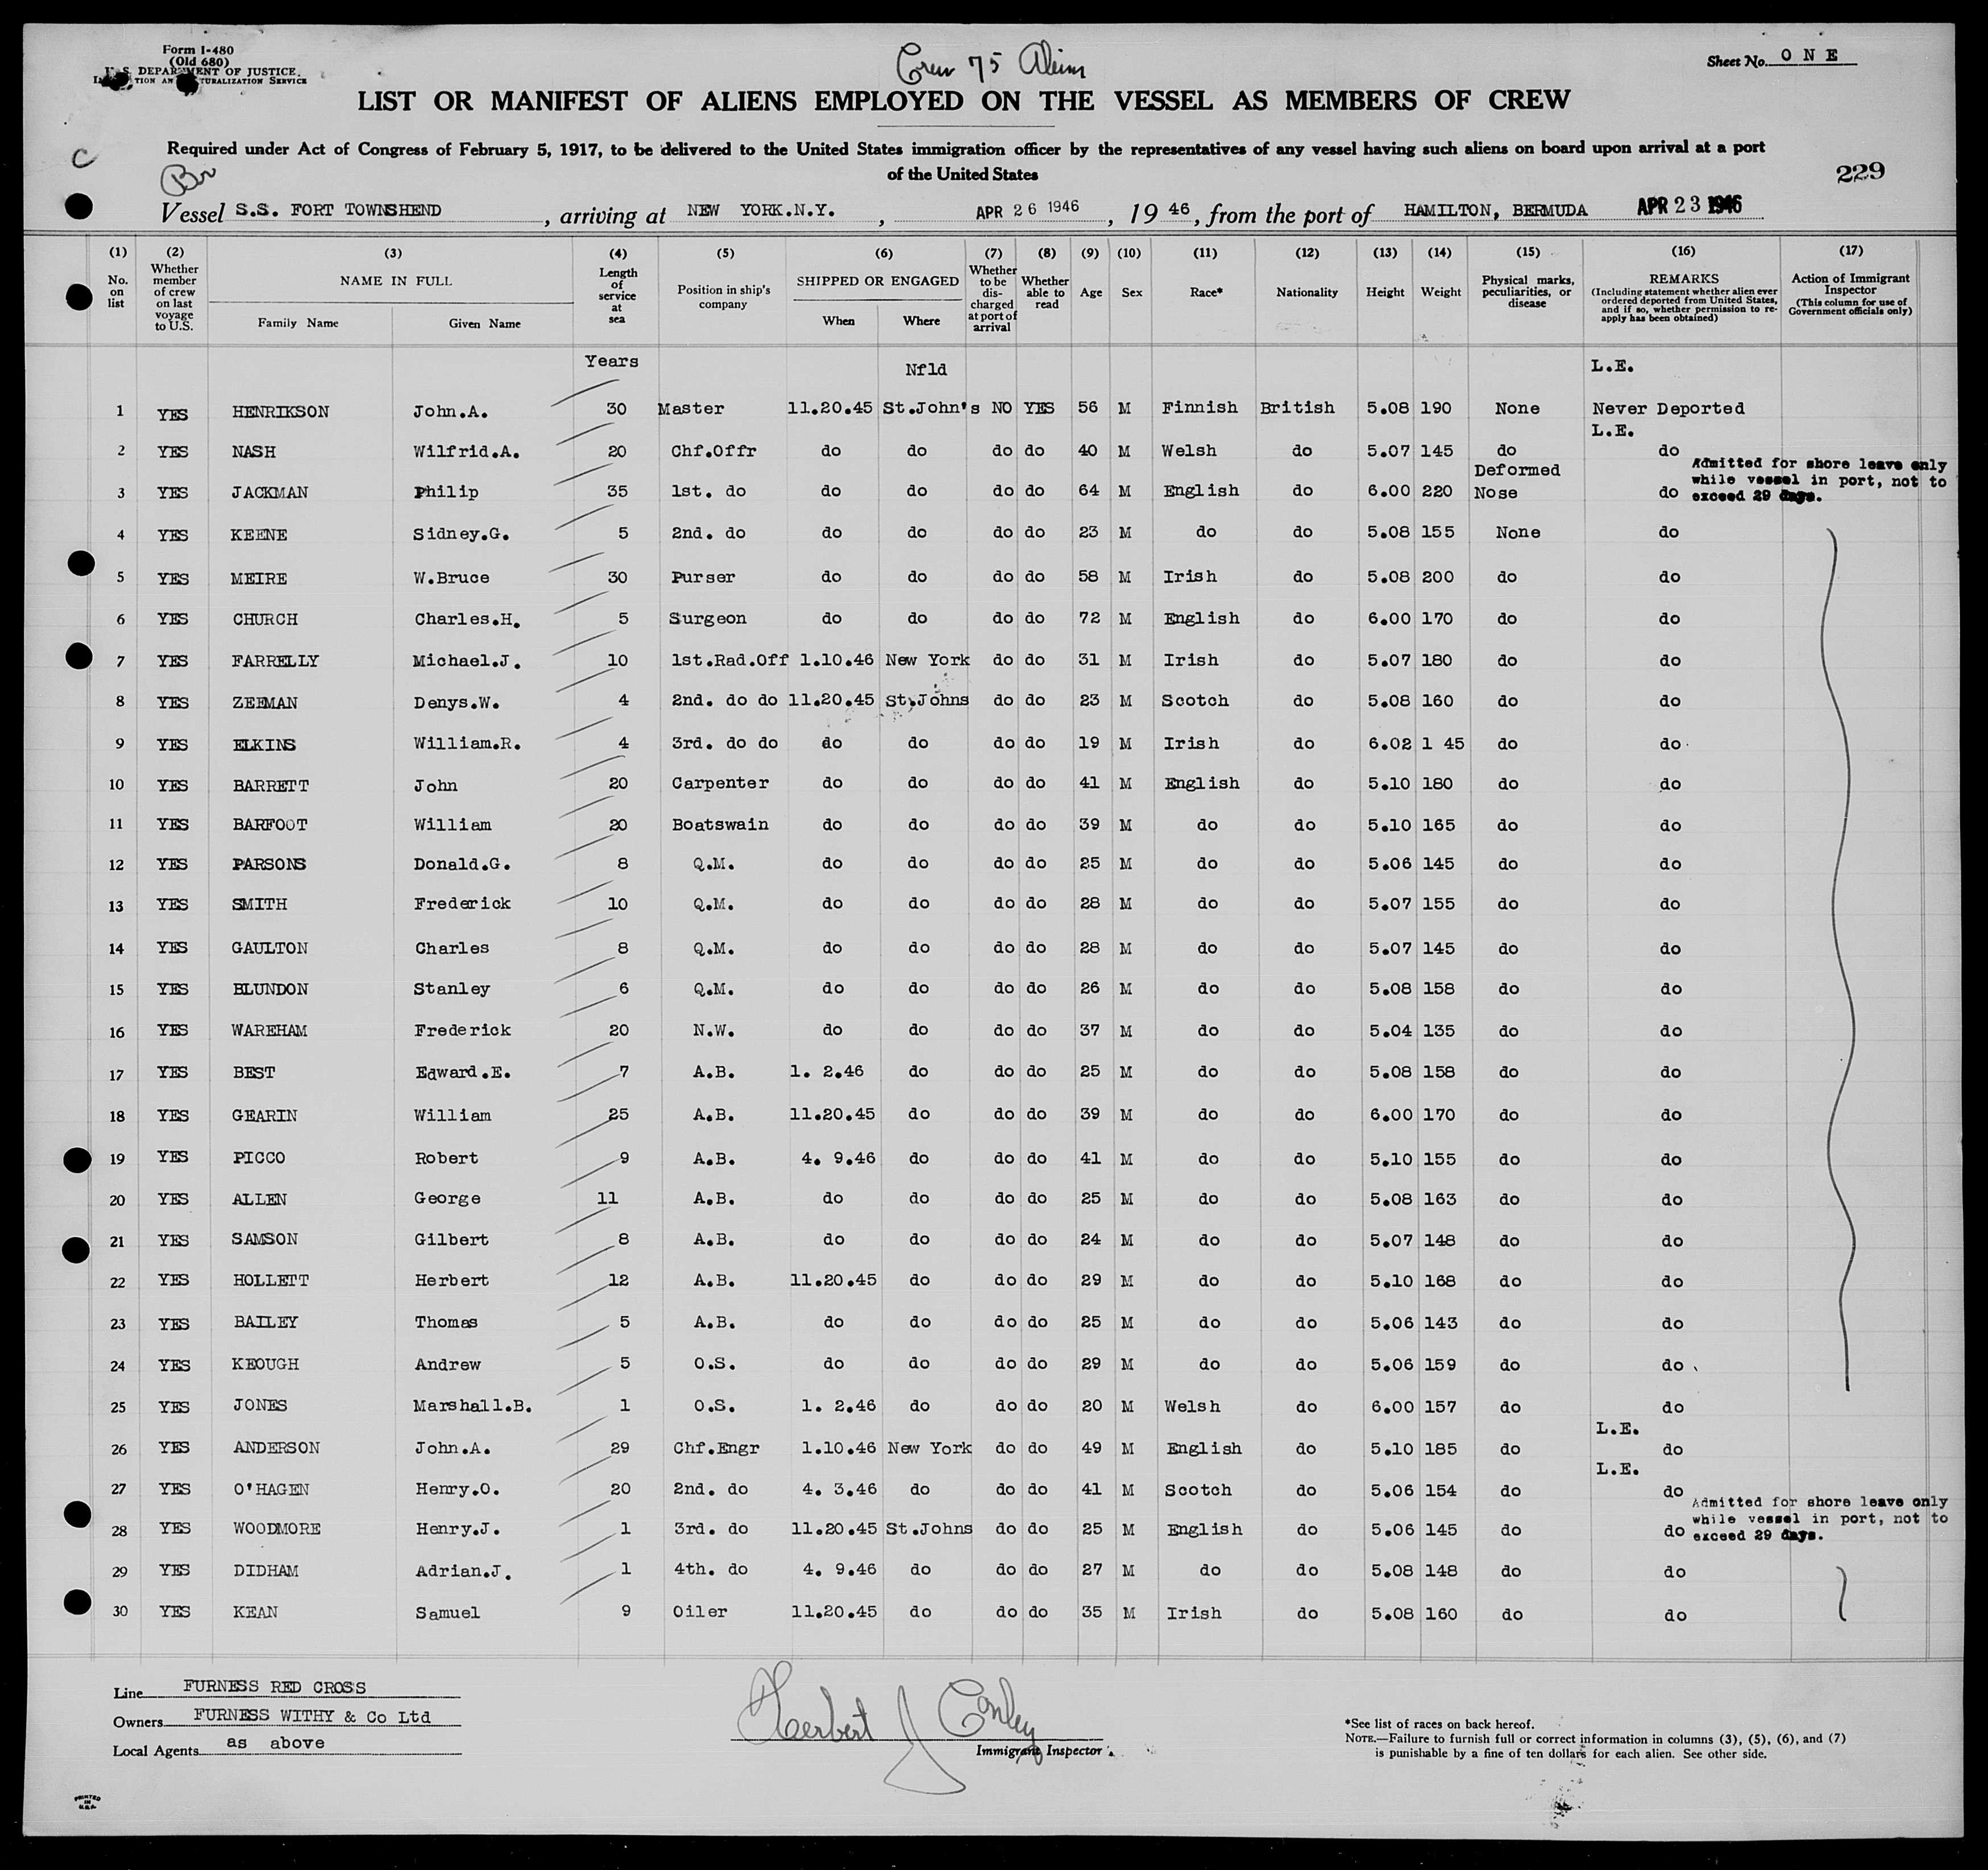 Form I-480
(Old 680)
U. S. DEPARTMENT OF JUSTICE.
TURALIZATION SERVICE
Crew 75 Aliens
Sheet No. O N E
LIST OR MANIFEST OF ALIENS EMPLOYED ON THE VESSEL AS MEMBERS OF CREW
Required under Act of Congress of February 5, 1917, to be delivered to the United States immigration officer by the representatives of any vessel having such aliens on board upon arrival at a port
of the United States
C
Br
229
Vessel S.S. FORT TOWNSHEND, arriving at NEW YORK.N.Y., APR 26 1946, 19 46, from the port of HAMILTON, BERMUDA APR 23 1946
(1) (2) (3) (4) (5) (6) (7) (8) (9) (10) (11) (12) (13) (14) (15) (16) (17)
No. on list
Whether member of crew on last voyage to U.S.
NAME IN FULL
Family Name Given Name
Length of service at sea
Position in ship's company
SHIPPED OR ENGAGED
When Where
Whether to be discharged at port of arrival
Whether able to read
Age
Sex
Race*
Nationality
Height
Weight
Physical marks, peculiarities, or disease
REMARKS
(Including statement whether alien ever ordered deported from United States, and if so, whether permission to re-apply has been obtained)
Action of Immigrant Inspector
(This column for use of Government officials only)
Years Nfld L.E.
1 YES HENRIKSON John.A. 30 Master 11.20.45 St.John's NO YES 56 M Finnish British 5.08 190 None Never Deported
L.E.
2 YES NASH Wilfrid.A. 20 Chf.Offr do do do do 40 M Welsh do 5.07 145 do do
3 YES JACKMAN Philip 35 1st. do do do do do 64 M English do 6.00 220 Deformed Nose do
Admitted for shore leave only
while vessel in port, not to
exceed 29 days.
4 YES KEENE Sidney.G. 5 2nd. do do do do do 23 M do do 5.08 155 None do
5 YES MEIRE W.Bruce 30 Purser do do do do 58 M Irish do 5.08 200 do do
6 YES CHURCH Charles.H. 5 Surgeon do do do do 72 M English do 6.00 170 do do
7 YES FARRELLY Michael.J. 10 1st.Rad.Off 1.10.46 New York do do 31 M Irish do 5.07 180 do do
8 YES ZEEMAN Denys.W. 4 2nd. do do 11.20.45 St.Johns do do 23 M Scotch do 5.08 160 do do
9 YES ELKINS William.R. 4 3rd. do do do do do do 19 M Irish do 6.02 1 45 do do
10 YES BARRETT John 20 Carpenter do do do do 41 M English do 5.10 180 do do
11 YES BARFOOT William 20 Boatswain do do do do 39 M do do 5.10 165 do do
12 YES PARSONS Donald.G. 8 Q.M. do do do do 25 M do do 5.06 145 do do
13 YES SMITH Frederick 10 Q.M. do do do do 28 M do do 5.07 155 do do
14 YES GAULTON Charles 8 Q.M. do do do do 28 M do do 5.07 145 do do
15 YES BLUNDON Stanley 6 Q.M. do do do do 26 M do do 5.08 158 do do
16 YES WAREHAM Frederick 20 N.W. do do do do 37 M do do 5.04 135 do do
17 YES BEST Edward.E. 7 A.B. 1. 2.46 do do do 25 M do do 5.08 158 do do
18 YES GEARIN William 25 A.B. 11.20.45 do do do 39 M do do 6.00 170 do do
19 YES PICCO Robert 9 A.B. 4. 9.46 do do do 41 M do do 5.10 155 do do
20 YES ALLEN George 11 A.B. do do do do 25 M do do 5.08 163 do do
21 YES SAMSON Gilbert 8 A.B. do do do do 24 M do do 5.07 148 do do
22 YES HOLLETT Herbert 12 A.B. 11.20.45 do do do 29 M do do 5.10 168 do do
23 YES BAILEY Thomas 5 A.B. do do do do 25 M do do 5.06 143 do do
24 YES KEOUGH Andrew 5 O.S. do do do do 29 M do do 5.06 159 do do
25 YES JONES Marshall.B. 1 O.S. 1. 2.46 do do do 20 M Welsh do 6.00 157 do do
L.E.
26 YES ANDERSON John.A. 29 Chf.Engr 1.10.46 New York do do 49 M English do 5.10 185 do do
L.E.
27 YES O'HAGEN Henry.O. 20 2nd. do 4. 3.46 do do do 41 M Scotch do 5.06 154 do do
28 YES WOODMORE Henry.J. 1 3rd. do 11.20.45 St.Johns do do 25 M English do 5.06 145 do do
Admitted for shore leave only
while vessel in port, not to
exceed 29 days.
29 YES DIDHAM Adrian.J. 1 4th. do 4. 9.46 do do do 27 M do do 5.08 148 do do
30 YES KEAN Samuel 9 Oiler 11.20.45 do do do 35 M Irish do 5.08 160 do do
Line FURNESS RED CROSS
Owners FURNESS WITHY & Co Ltd
Local Agents as above
Herbert J Conley
Immigrant Inspector.
*See list of races on back hereof.
NOTE.—Failure to furnish full or correct information in columns (3), (5), (6), and (7)
is punishable by a fine of ten dollars for each alien. See other side.
PRINTED
IN
U.S.A.